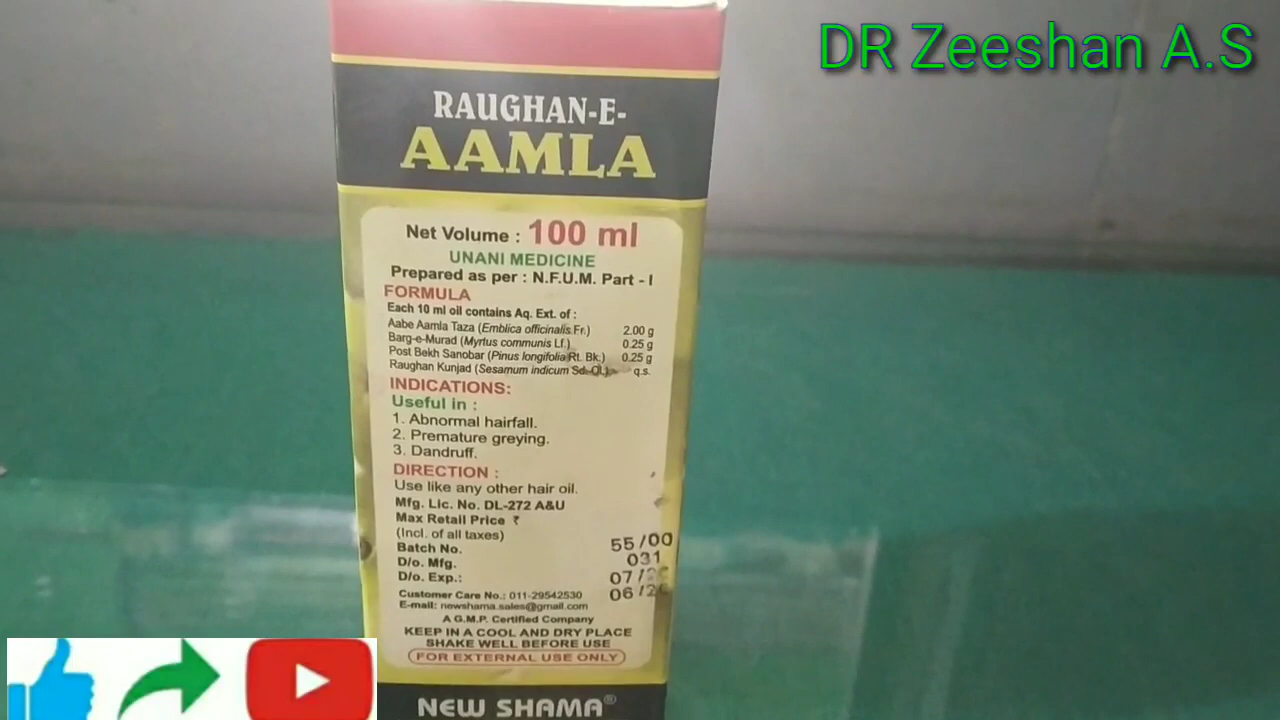 DR Zeeshan A.S
RAUGHAN-E-
AAMLA
Net Volume : 100 ml
UNANI MEDICINE
Prepared as per : N.F.U.M. Part - I
FORMULA
Each 10 ml oil contains Aq. Ext. of :
Aabe Aamla Taza (Emblica officinalis Fr.) 2.00 g
Barg-e-Murad (Myrtus communis Lf.) 0.25 g
Post Bekh Sanobar (Pinus longifolia Rt. Bk.) 0.25 g
Raughan Kunjad (Sesamum indicum Sd. Ol.) q.s.
INDICATIONS:
Useful in :
1. Abnormal hairfall.
2. Premature greying.
3. Dandruff.
DIRECTION :
Use like any other hair oil.
Mfg. Lic. No. DL-272 A&U
Max Retail Price ₹
(Incl. of all taxes) 55/00
Batch No. 031
D/o. Mfg. 07/
D/o. Exp.: 06/
Customer Care No.: 011-29542530
E-mail: newshama.sales@gmail.com
A G.M.P. Certified Company
KEEP IN A COOL AND DRY PLACE
SHAKE WELL BEFORE USE
FOR EXTERNAL USE ONLY
NEW SHAMA®